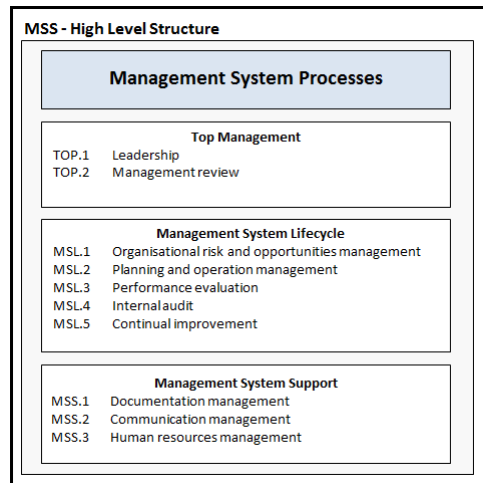 MSS - High Level Structure
Management System Processes
Top Management
TOP.1 Leadership
TOP.2 Management review
Management System Lifecycle
MSL.1 Organisational risk and opportunities management
MSL.2 Planning and operation management
MSL.3 Performance evaluation
MSL.4 Internal audit
MSL.5 Continual improvement
Management System Support
MSS.1 Documentation management
MSS.2 Communication management
MSS.3 Human resources management